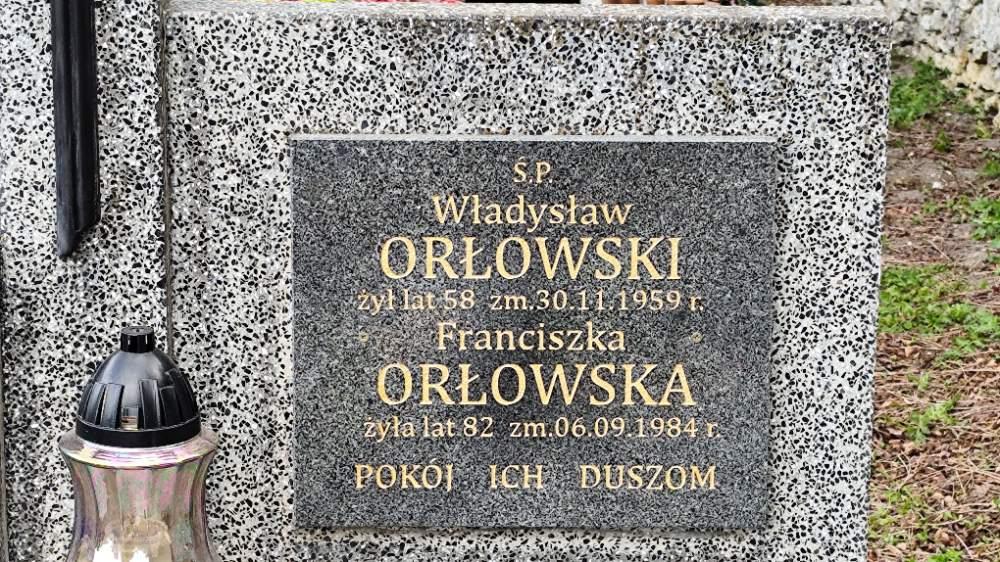 Ś.P.
Władysław
ORŁOWSKI
żył lat 58 zm.30.11.1959 r.
Franciszka
ORŁOWSKA
żyła lat 82 zm.06.09.1984 r.
POKÓJ ICH DUSZOM